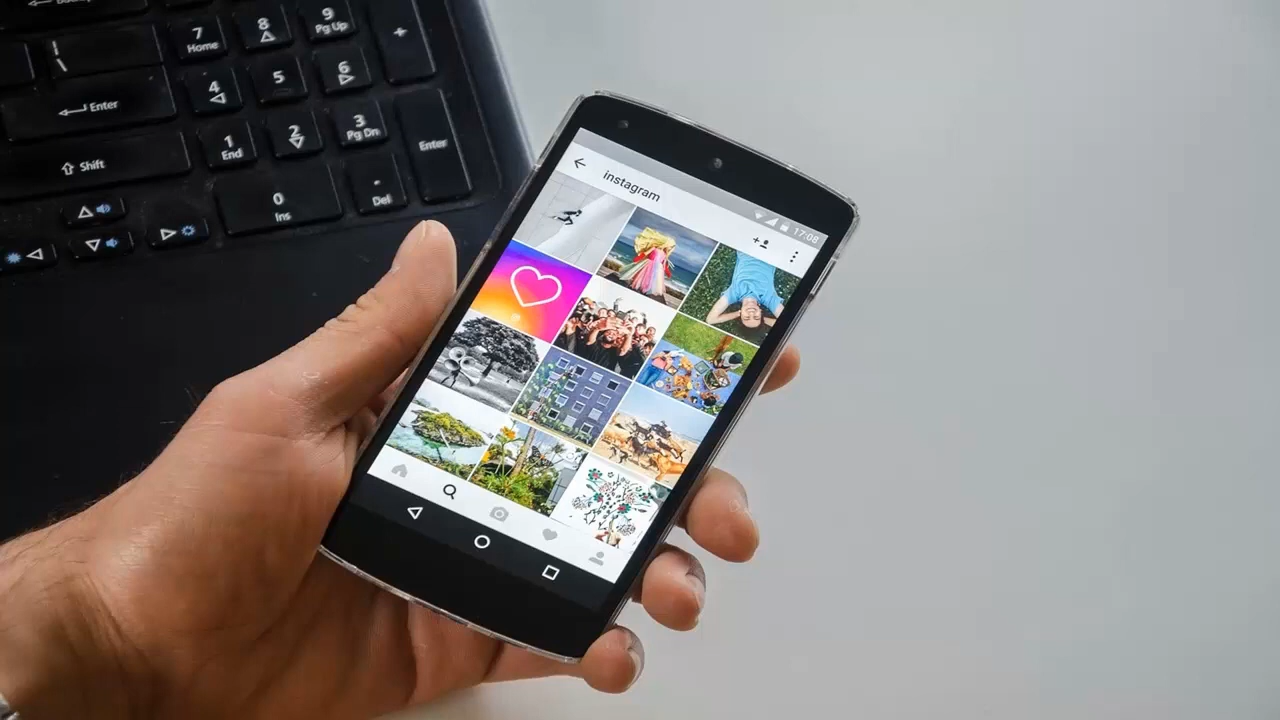 7
Home
8
9
Pg Up
+
4
5
6
Enter
1
End
2
3
Pg Dn
Enter
Shift
0
Ins
.
Del
17:08
instagram